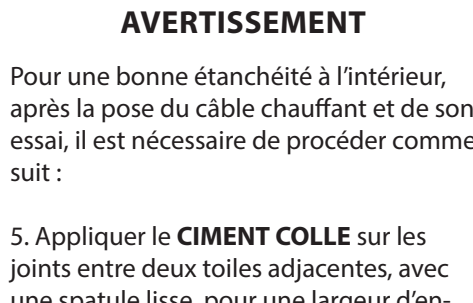 AVERTISSEMENT
Pour une bonne étanchéité à l'intérieur,
après la pose du câble chauffant et de son
essai, il est nécessaire de procéder comme
suit :
5. Appliquer le CIMENT COLLE sur les
joints entre deux toiles adjacentes, avec
une spatule lisse, pour une largeur d'en-